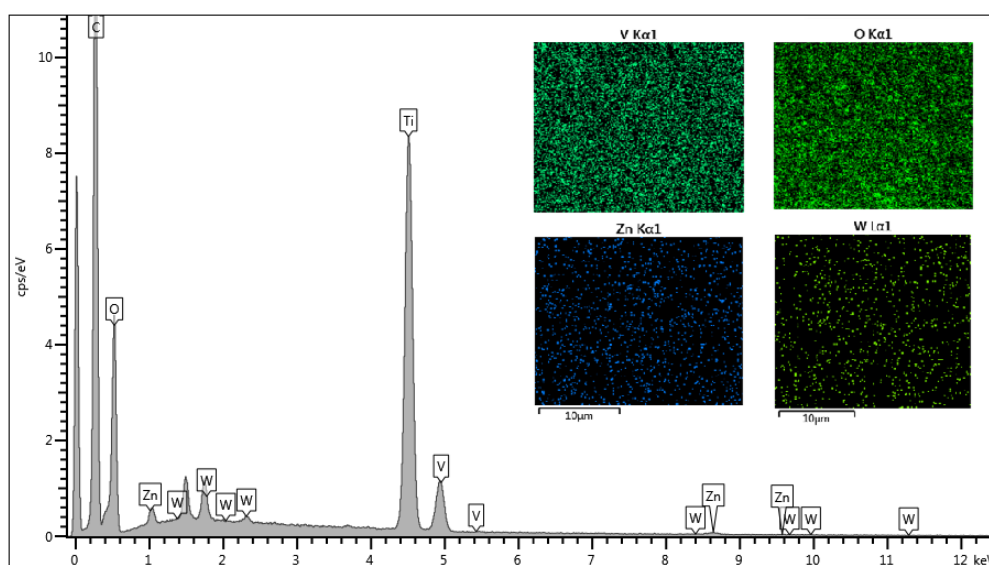 V Kα1
O Kα1
Zn Kα1
W Lα1
10μm
10μm
cps/eV
10
8
6
4
2
0
C
O
Zn
W
W
W
W
Ti
V
V
W
Zn
Zn
W
W
W
0 1 2 3 4 5 6 7 8 9 10 11 12 keV